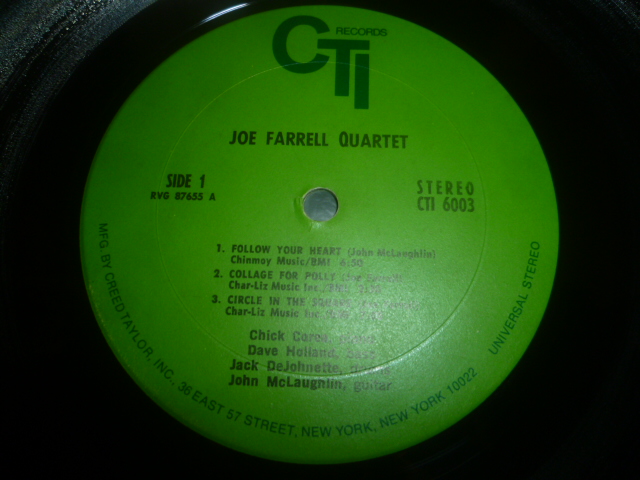 CTI RECORDS
JOE FARRELL QUARTET
SIDE 1
RVG 87655 A
STEREO
CTI 6003
1. FOLLOW YOUR HEART (John McLaughlin)
Chinmoy Music/BMI 6:50
2. COLLAGE FOR POLLY
Char-Liz Music Inc.
3. CIRCLE IN THE SQUARE
Char-Liz Music Inc.
Chick Corea,
Dave Holland, bass
Jack DeJohnette,
John McLaughlin, guitar
MFG. BY CREED TAYLOR, INC., 36 EAST 57 STREET, NEW YORK, NEW YORK 10022
UNIVERSAL STEREO